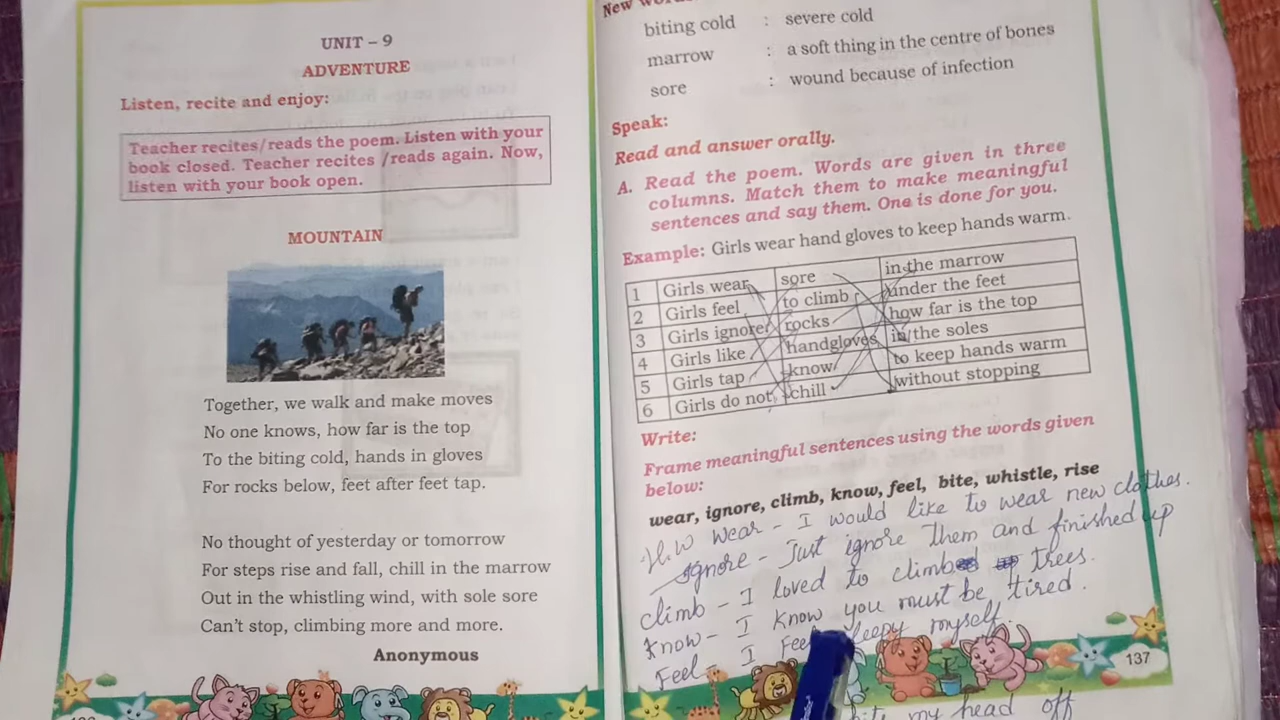 UNIT – 9
ADVENTURE
Listen, recite and enjoy:
Teacher recites/reads the poem. Listen with your
book closed. Teacher recites /reads again. Now,
listen with your book open.
MOUNTAIN
Together, we walk and make moves
No one knows, how far is the top
To the biting cold, hands in gloves
For rocks below, feet after feet tap.
No thought of yesterday or tomorrow
For steps rise and fall, chill in the marrow
Out in the whistling wind, with sole sore
Can't stop, climbing more and more.
Anonymous
New
biting cold : severe cold
marrow : a soft thing in the centre of bones
sore : wound because of infection
Speak:
Read and answer orally.
A. Read the poem. Words are given in three
columns. Match them to make meaningful
sentences and say them. One is done for you.
Example: Girls wear hand gloves to keep hands warm.
1 Girls wear sore in the marrow
2 Girls feel to climb under the feet
3 Girls ignore rocks how far is the top
4 Girls like handgloves in the soles
5 Girls tap know to keep hands warm
6 Girls do not chill without stopping
Write:
Frame meaningful sentences using the words given
below:
wear, ignore, climb, know, feel, bite, whistle, rise
H.W Wear - I would like to wear new clothes.
Ignore - Just ignore them and finished up
Climb - I loved to climb trees.
Know - I know you must be tired.
Feel - I Feel sleepy myself.
137
my head off